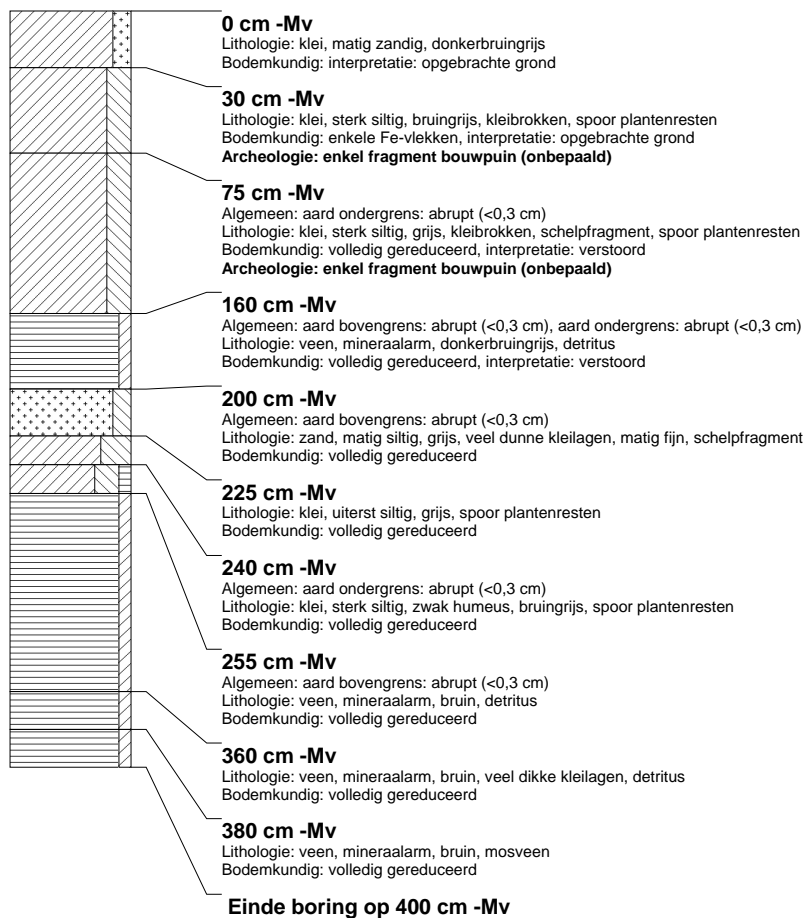 0 cm -Mv
Lithologie: klei, matig zandig, donkerbruingrijs
Bodemkundig: interpretatie: opgebrachte grond
30 cm -Mv
Lithologie: klei, sterk siltig, bruingrijs, kleibrokken, spoor plantenresten
Bodemkundig: enkele Fe-vlekken, interpretatie: opgebrachte grond
Archeologie: enkel fragment bouwpuin (onbepaald)
75 cm -Mv
Algemeen: aard ondergrens: abrupt (<0,3 cm)
Lithologie: klei, sterk siltig, grijs, kleibrokken, schelpfragment, spoor plantenresten
Bodemkundig: volledig gereduceerd, interpretatie: verstoord
Archeologie: enkel fragment bouwpuin (onbepaald)
160 cm -Mv
Algemeen: aard bovengrens: abrupt (<0,3 cm), aard ondergrens: abrupt (<0,3 cm)
Lithologie: veen, mineraalarm, donkerbruingrijs, detritus
Bodemkundig: volledig gereduceerd, interpretatie: verstoord
200 cm -Mv
Algemeen: aard bovengrens: abrupt (<0,3 cm)
Lithologie: zand, matig siltig, grijs, veel dunne kleilagen, matig fijn, schelpfragment
Bodemkundig: volledig gereduceerd
225 cm -Mv
Lithologie: klei, uiterst siltig, grijs, spoor plantenresten
Bodemkundig: volledig gereduceerd
240 cm -Mv
Algemeen: aard ondergrens: abrupt (<0,3 cm)
Lithologie: klei, sterk siltig, zwak humeus, bruingrijs, spoor plantenresten
Bodemkundig: volledig gereduceerd
255 cm -Mv
Algemeen: aard bovengrens: abrupt (<0,3 cm)
Lithologie: veen, mineraalarm, bruin, detritus
Bodemkundig: volledig gereduceerd
360 cm -Mv
Lithologie: veen, mineraalarm, bruin, veel dikke kleilagen, detritus
Bodemkundig: volledig gereduceerd
380 cm -Mv
Lithologie: veen, mineraalarm, bruin, mosveen
Bodemkundig: volledig gereduceerd
Einde boring op 400 cm -Mv